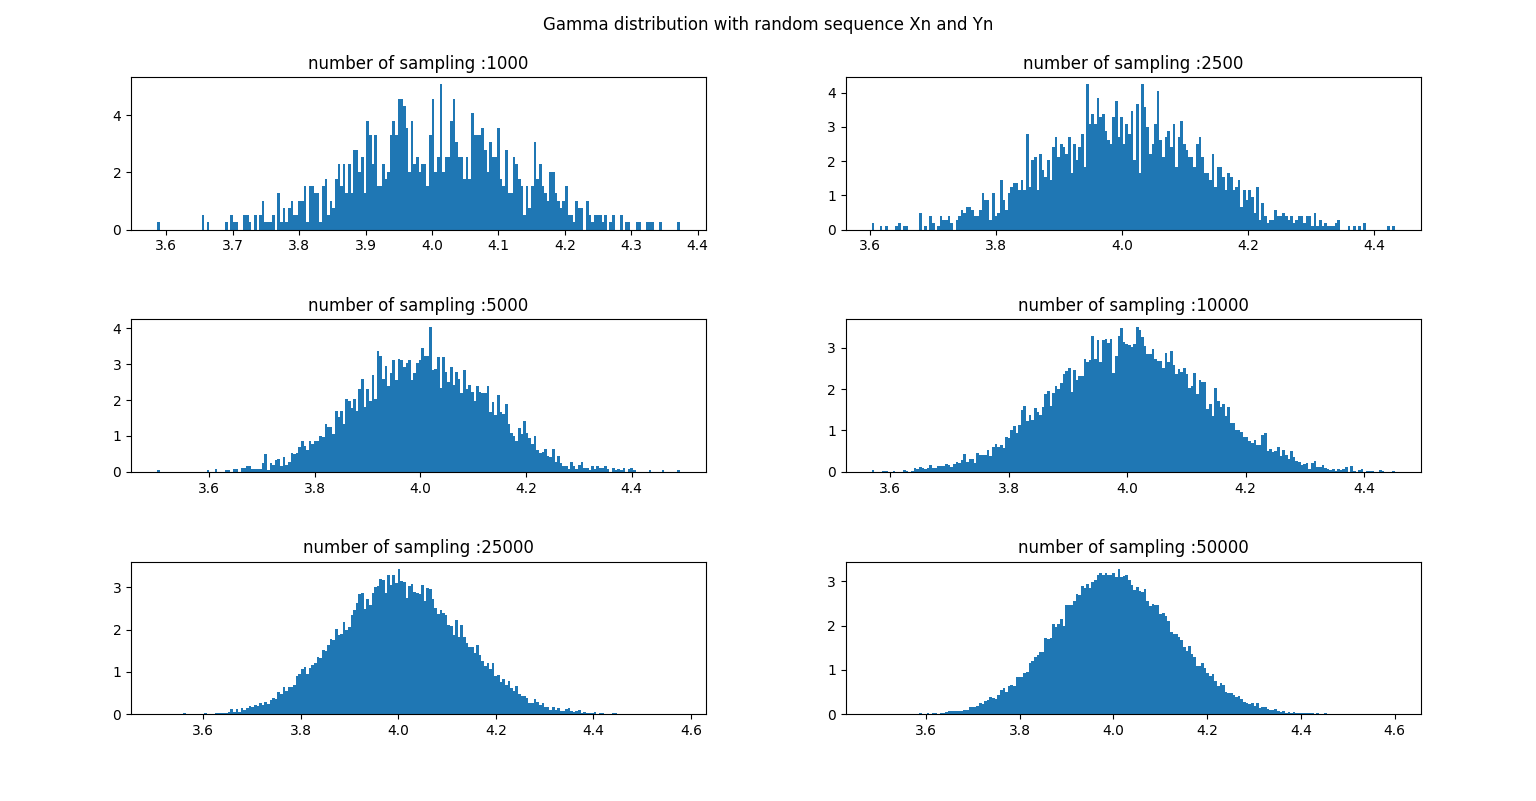 Gamma distribution with random sequence Xn and Yn
number of sampling :1000
4
2
0
3.6 3.7 3.8 3.9 4.0 4.1 4.2 4.3 4.4
number of sampling :2500
4
3
2
1
0
3.6 3.8 4.0 4.2 4.4
number of sampling :5000
4
3
2
1
0
3.6 3.8 4.0 4.2 4.4
number of sampling :10000
3
2
1
0
3.6 3.8 4.0 4.2 4.4
number of sampling :25000
3
2
1
0
3.6 3.8 4.0 4.2 4.4 4.6
number of sampling :50000
3
2
1
0
3.6 3.8 4.0 4.2 4.4 4.6